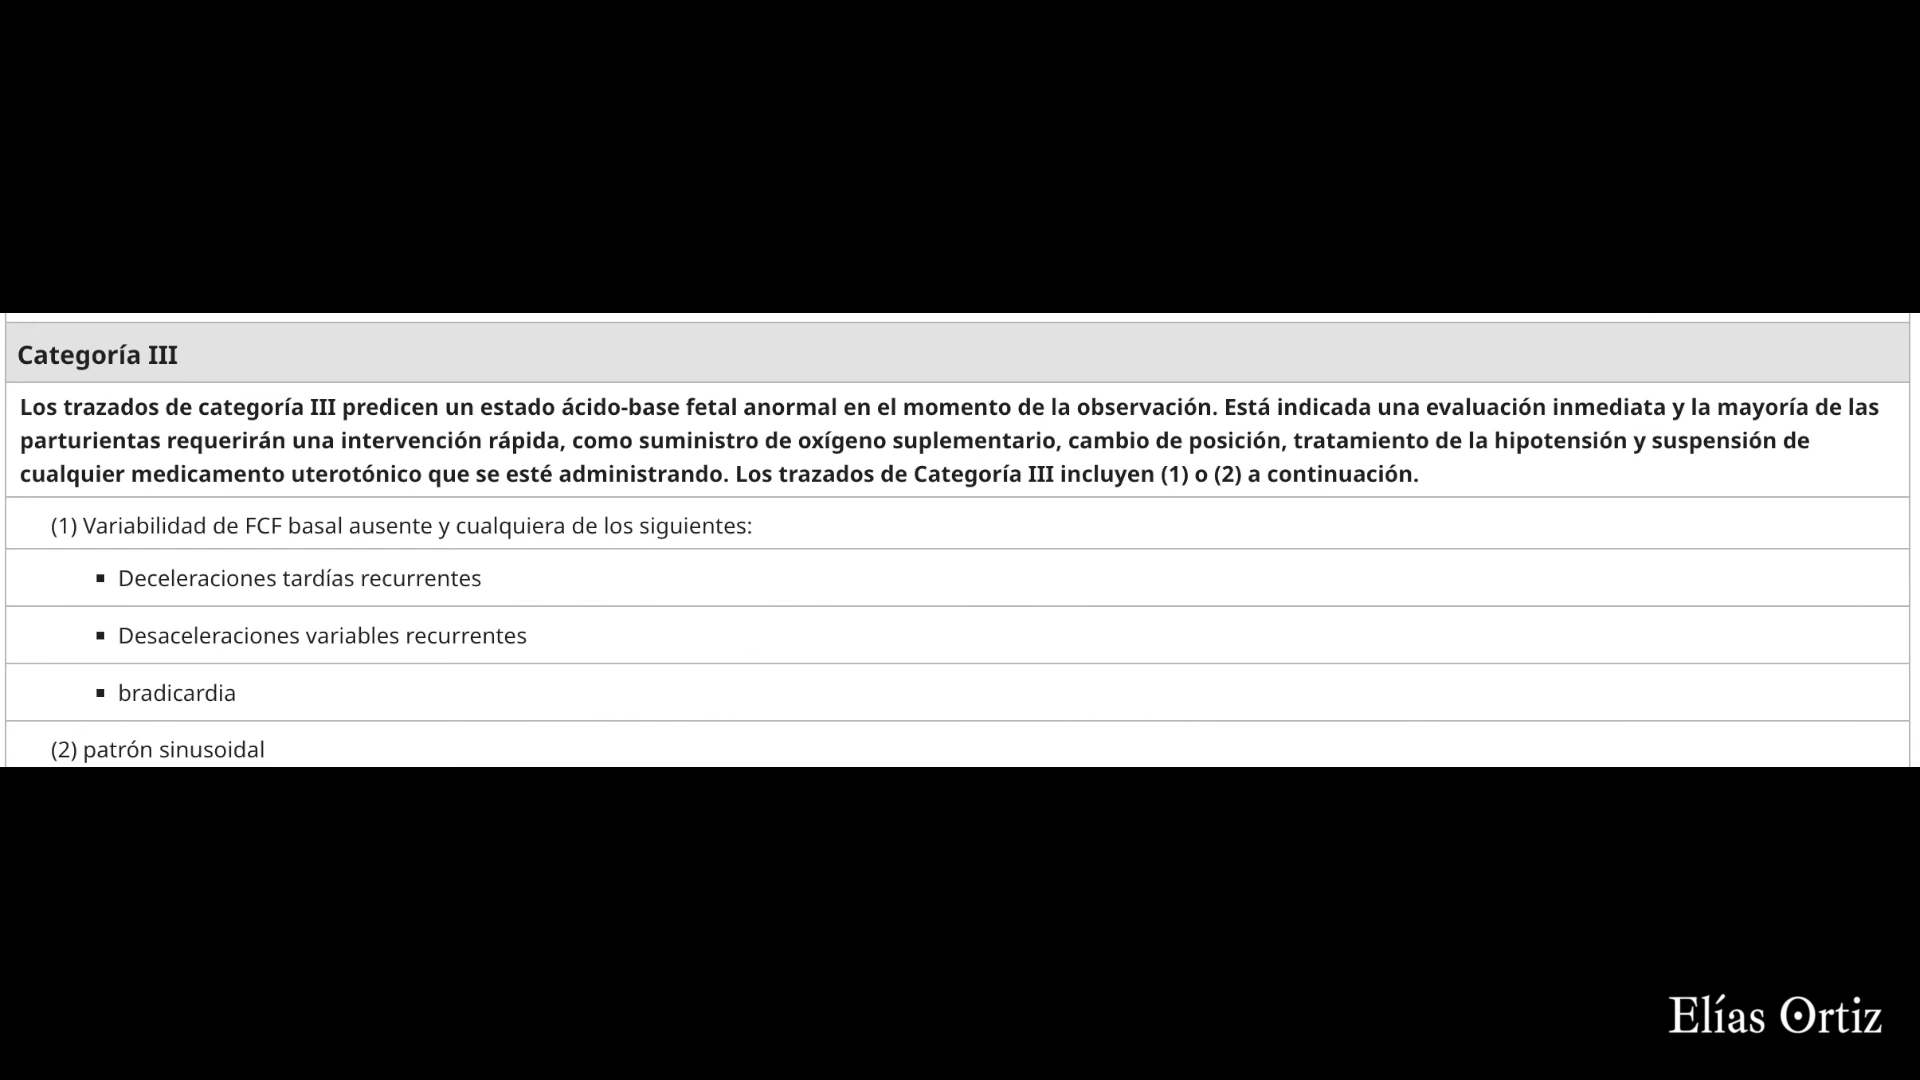 Categoría III
Los trazados de categoría III predicen un estado ácido-base fetal anormal en el momento de la observación. Está indicada una evaluación inmediata y la mayoría de las
parturientas requerirán una intervención rápida, como suministro de oxígeno suplementario, cambio de posición, tratamiento de la hipotensión y suspensión de
cualquier medicamento uterotónico que se esté administrando. Los trazados de Categoría III incluyen (1) o (2) a continuación.
(1) Variabilidad de FCF basal ausente y cualquiera de los siguientes:
▪ Deceleraciones tardías recurrentes
▪ Desaceleraciones variables recurrentes
▪ bradicardia
(2) patrón sinusoidal
Elías Ortiz